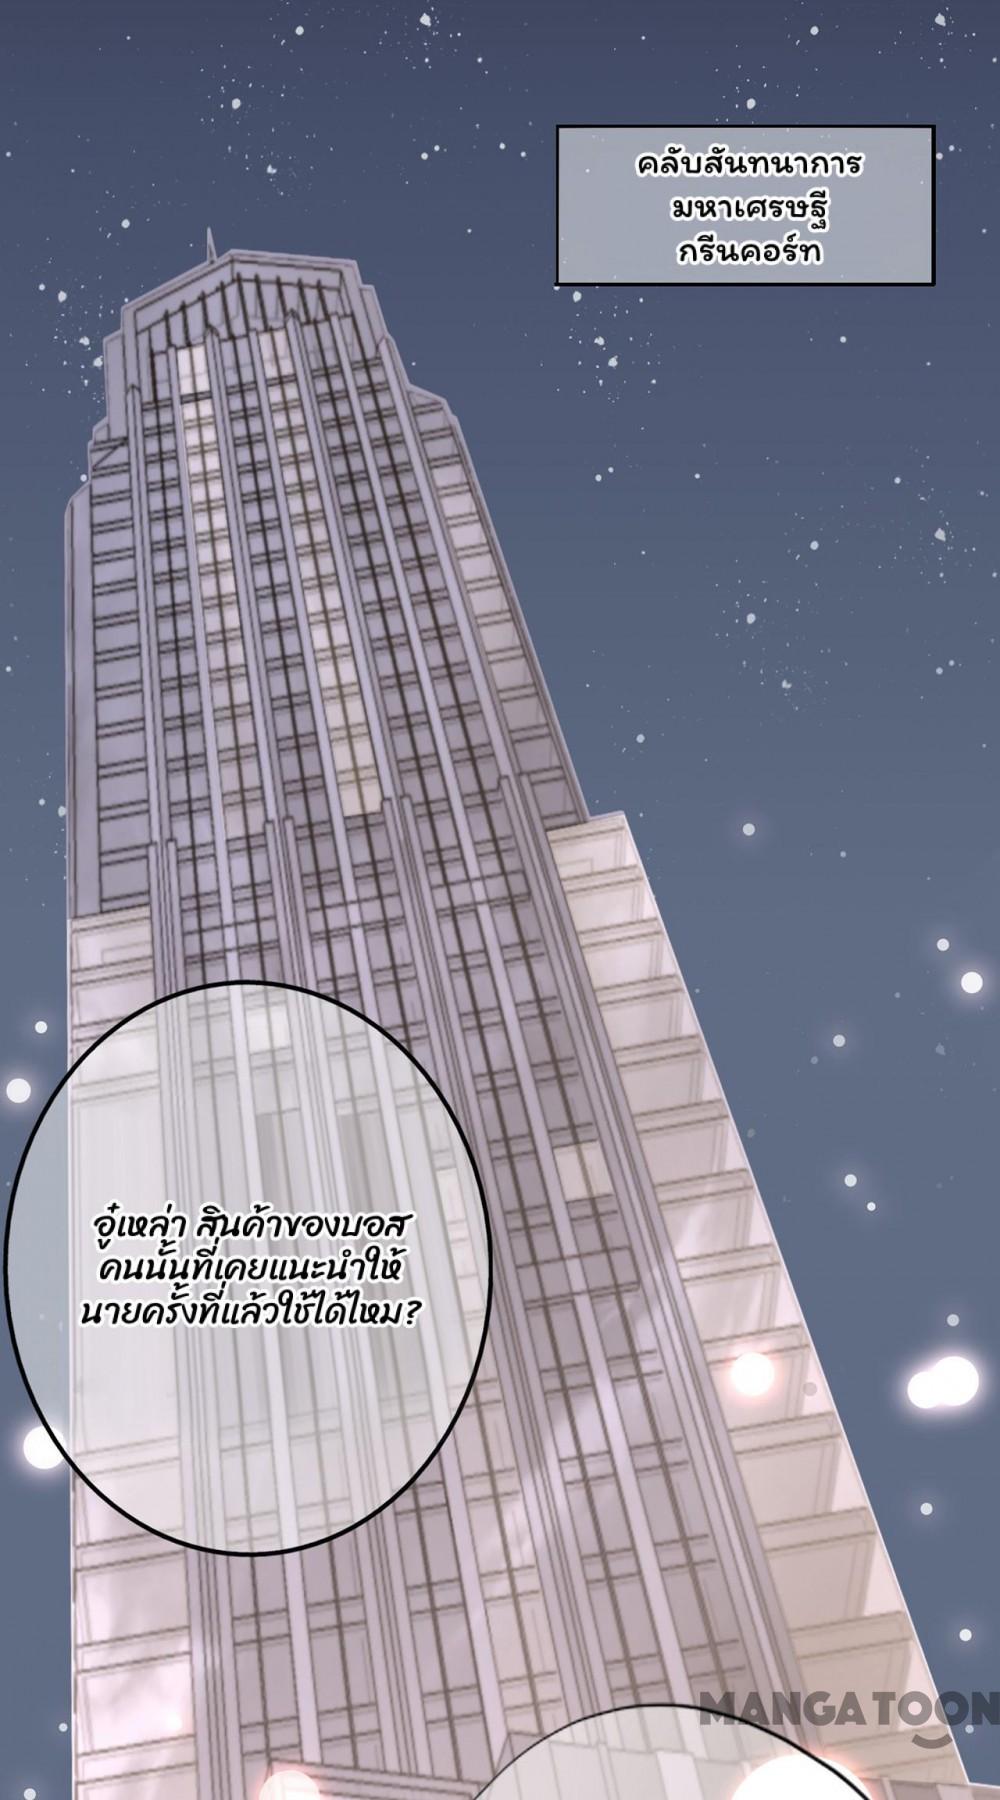 คลับสันทนาการ
มหาเศรษฐี
กรีนคอร์ท
อู๋เหล่า สินค้าของบอส
คนนั้นที่เคยแนะนำให้
นายครั้งที่แล้วใช้ได้ไหม?
MANGATOON